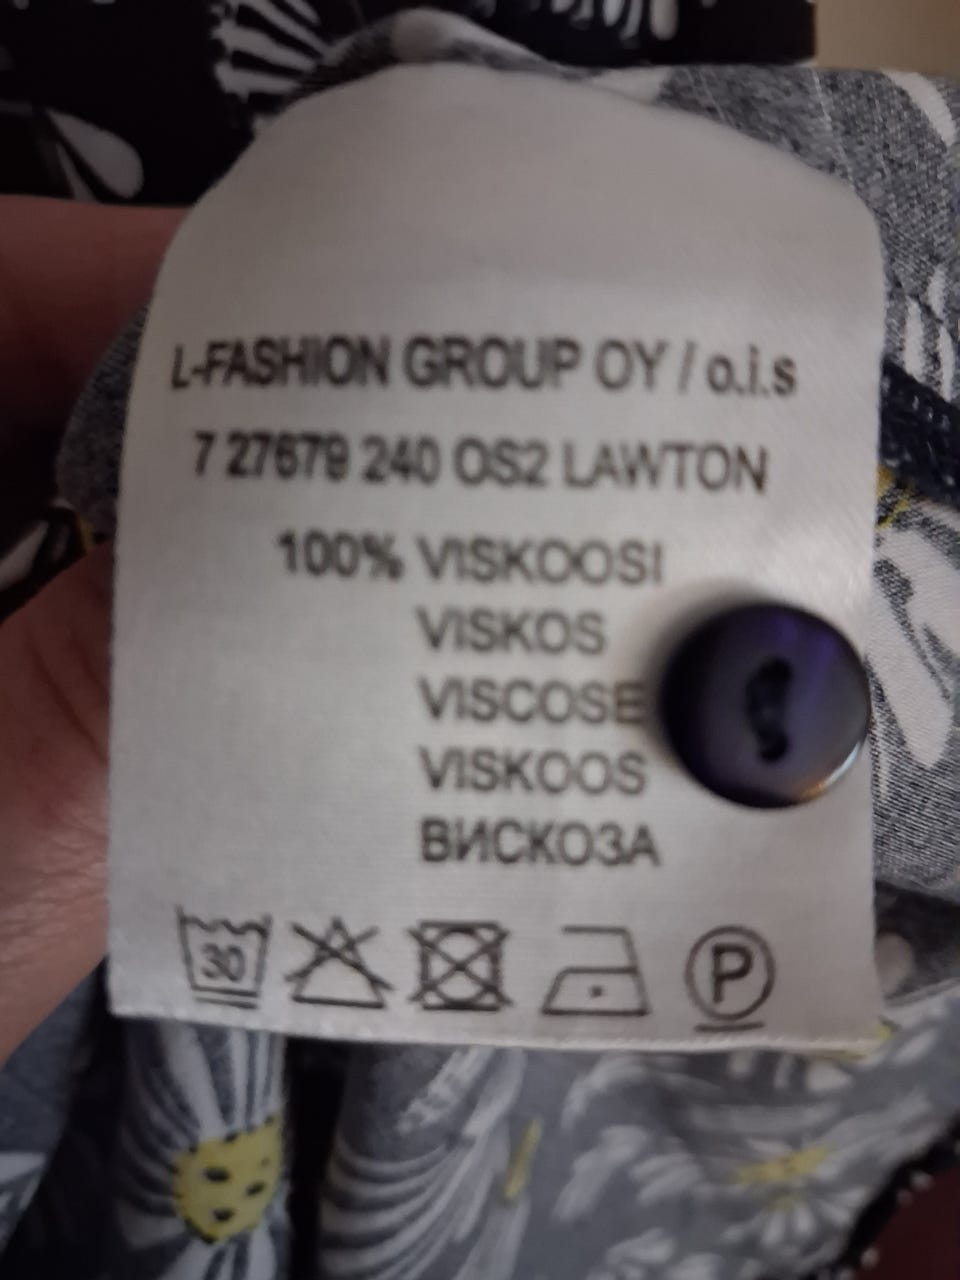 L-FASHION GROUP OY / o.i.s
7 27679 240 OS2 LAWTON
100% VISKOOSI
VISKOS
VISCOSE
VISKOOS
ВИСКОЗА
30 P